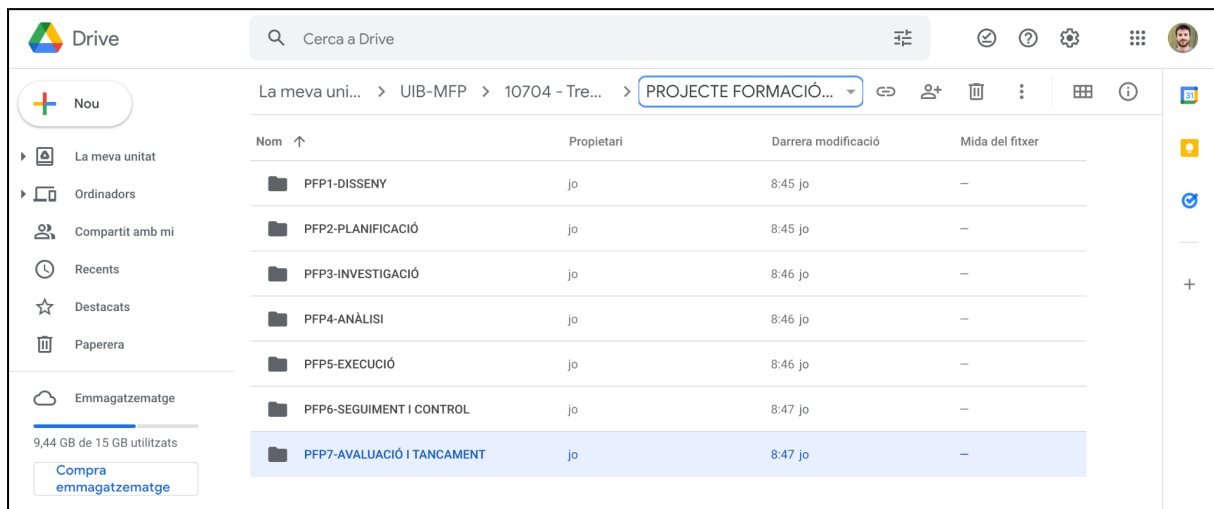 Drive
Cerca a Drive
Nou
La meva unitat
Ordinadors
Compartit amb mi
Recents
Destacats
Paperera
Emmagatzematge
9,44 GB de 15 GB utilitzats
Compra
emmagatzematge
La meva uni... > UIB-MFP > 10704 - Tre... > PROJECTE FORMACIÓ...
Nom Propietari Darrera modificació Mida del fitxer
PFP1-DISSENY jo 8:45 jo —
PFP2-PLANIFICACIÓ jo 8:45 jo —
PFP3-INVESTIGACIÓ jo 8:46 jo —
PFP4-ANÀLISI jo 8:46 jo —
PFP5-EXECUCIÓ jo 8:46 jo —
PFP6-SEGUIMENT I CONTROL jo 8:47 jo —
PFP7-AVALUACIÓ I TANCAMENT jo 8:47 jo —
31